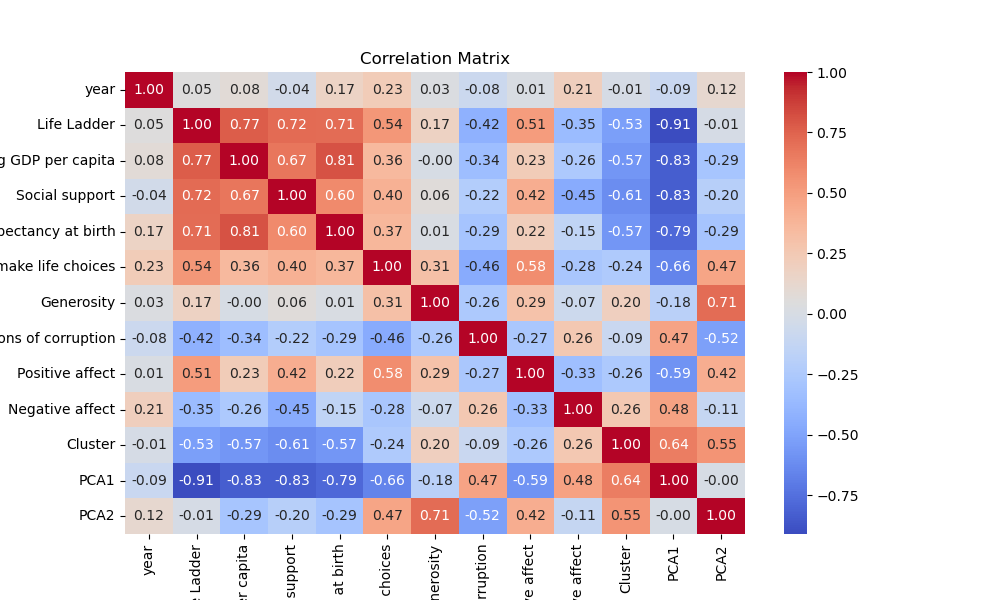 Correlation Matrix
year 1.00 0.05 0.08 -0.04 0.17 0.23 0.03 -0.08 0.01 0.21 -0.01 -0.09 0.12
Life Ladder 0.05 1.00 0.77 0.72 0.71 0.54 0.17 -0.42 0.51 -0.35 -0.53 -0.91 -0.01
g GDP per capita 0.08 0.77 1.00 0.67 0.81 0.36 -0.00 -0.34 0.23 -0.26 -0.57 -0.83 -0.29
Social support -0.04 0.72 0.67 1.00 0.60 0.40 0.06 -0.22 0.42 -0.45 -0.61 -0.83 -0.20
pectancy at birth 0.17 0.71 0.81 0.60 1.00 0.37 0.01 -0.29 0.22 -0.15 -0.57 -0.79 -0.29
make life choices 0.23 0.54 0.36 0.40 0.37 1.00 0.31 -0.46 0.58 -0.28 -0.24 -0.66 0.47
Generosity 0.03 0.17 -0.00 0.06 0.01 0.31 1.00 -0.26 0.29 -0.07 0.20 -0.18 0.71
ons of corruption -0.08 -0.42 -0.34 -0.22 -0.29 -0.46 -0.26 1.00 -0.27 0.26 -0.09 0.47 -0.52
Positive affect 0.01 0.51 0.23 0.42 0.22 0.58 0.29 -0.27 1.00 -0.33 -0.26 -0.59 0.42
Negative affect 0.21 -0.35 -0.26 -0.45 -0.15 -0.28 -0.07 0.26 -0.33 1.00 0.26 0.48 -0.11
Cluster -0.01 -0.53 -0.57 -0.61 -0.57 -0.24 0.20 -0.09 -0.26 0.26 1.00 0.64 0.55
PCA1 -0.09 -0.91 -0.83 -0.83 -0.79 -0.66 -0.18 0.47 -0.59 0.48 0.64 1.00 -0.00
PCA2 0.12 -0.01 -0.29 -0.20 -0.29 0.47 0.71 -0.52 0.42 -0.11 0.55 -0.00 1.00
year
e Ladder
er capita
support
at birth
choices
nerosity
rruption
ve affect
ve affect
Cluster
PCA1
PCA2
1.00
0.75
0.50
0.25
0.00
−0.25
−0.50
−0.75